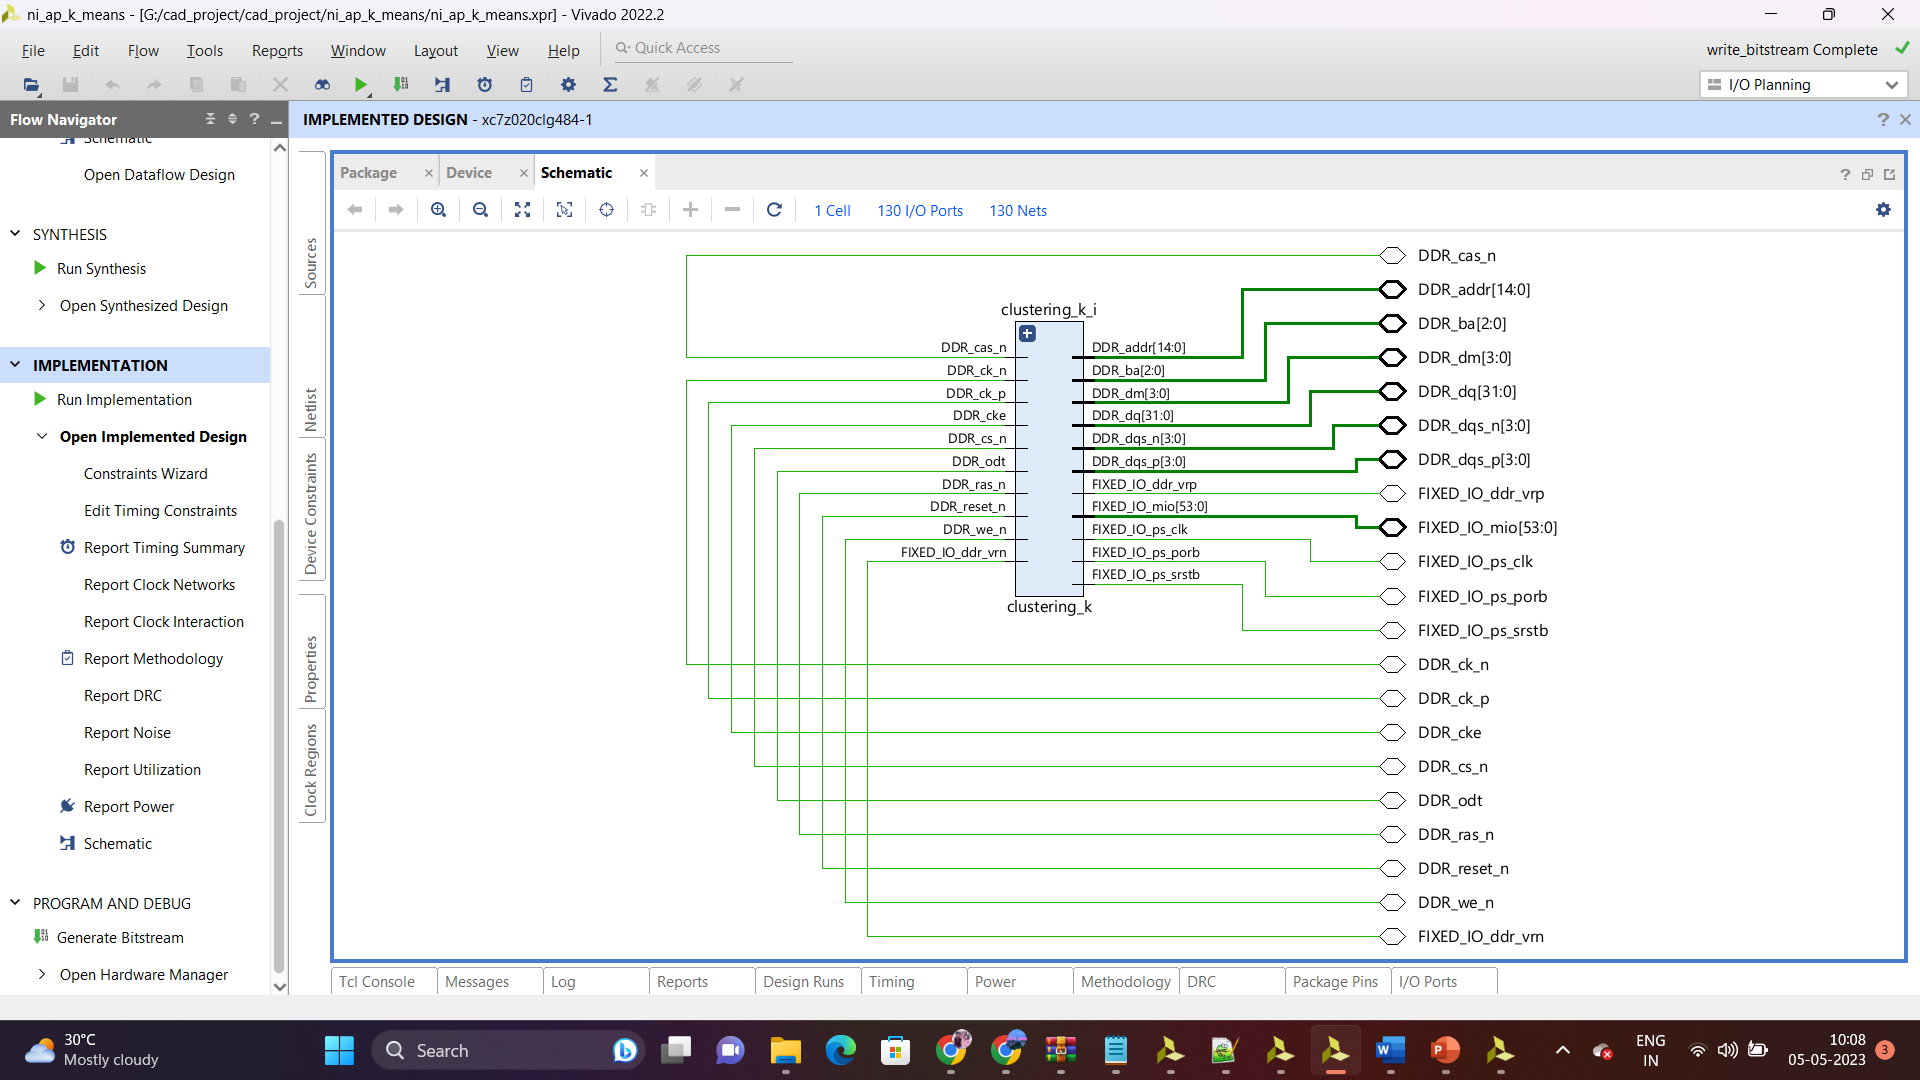 ni_ap_k_means - [G:/cad_project/cad_project/ni_ap_k_means/ni_ap_k_means.xpr] - Vivado 2022.2
File Edit Flow Tools Reports Window Layout View Help Quick Access
write_bitstream Complete
I/O Planning
Flow Navigator
IMPLEMENTED DESIGN - xc7z020clg484-1
Schematic
Open Dataflow Design
SYNTHESIS
Run Synthesis
Open Synthesized Design
IMPLEMENTATION
Run Implementation
Open Implemented Design
Constraints Wizard
Edit Timing Constraints
Report Timing Summary
Report Clock Networks
Report Clock Interaction
Report Methodology
Report DRC
Report Noise
Report Utilization
Report Power
Schematic
PROGRAM AND DEBUG
Generate Bitstream
Open Hardware Manager
Sources
Netlist
Device Constraints
Properties
Clock Regions
Package Device Schematic
1 Cell 130 I/O Ports 130 Nets
clustering_k_i
DDR_cas_n
DDR_ck_n
DDR_ck_p
DDR_cke
DDR_cs_n
DDR_odt
DDR_ras_n
DDR_reset_n
DDR_we_n
FIXED_IO_ddr_vrn
DDR_addr[14:0]
DDR_ba[2:0]
DDR_dm[3:0]
DDR_dq[31:0]
DDR_dqs_n[3:0]
DDR_dqs_p[3:0]
FIXED_IO_ddr_vrp
FIXED_IO_mio[53:0]
FIXED_IO_ps_clk
FIXED_IO_ps_porb
FIXED_IO_ps_srstb
clustering_k
DDR_cas_n
DDR_addr[14:0]
DDR_ba[2:0]
DDR_dm[3:0]
DDR_dq[31:0]
DDR_dqs_n[3:0]
DDR_dqs_p[3:0]
FIXED_IO_ddr_vrp
FIXED_IO_mio[53:0]
FIXED_IO_ps_clk
FIXED_IO_ps_porb
FIXED_IO_ps_srstb
DDR_ck_n
DDR_ck_p
DDR_cke
DDR_cs_n
DDR_odt
DDR_ras_n
DDR_reset_n
DDR_we_n
FIXED_IO_ddr_vrn
Tcl Console Messages Log Reports Design Runs Timing Power Methodology DRC Package Pins I/O Ports
30°C
Mostly cloudy
Search
ENG
IN
10:08
05-05-2023
3